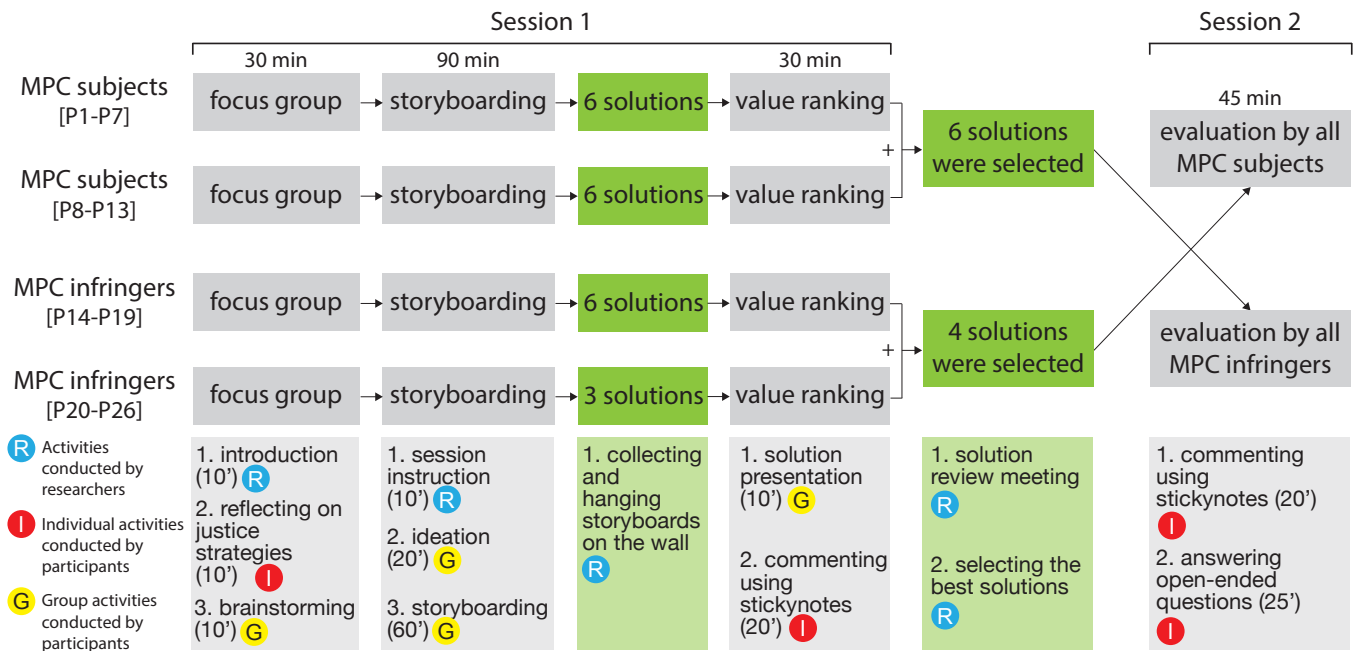 Session 1
Session 2
30 min
90 min
30 min
45 min
MPC subjects
[P1-P7]
focus group
storyboarding
6 solutions
value ranking
MPC subjects
[P8-P13]
focus group
storyboarding
6 solutions
value ranking
+
6 solutions
were selected
evaluation by all
MPC subjects
MPC infringers
[P14-P19]
focus group
storyboarding
6 solutions
value ranking
MPC infringers
[P20-P26]
focus group
storyboarding
3 solutions
value ranking
+
4 solutions
were selected
evaluation by all
MPC infringers
R Activities
conducted by
researchers
I Individual activities
conducted by
participants
G Group activities
conducted by
participants
1. introduction
(10’) R
2. reflecting on
justice
strategies
(10’) I
3. brainstorming
(10’) G
1. session
instruction
(10’) R
2. ideation
(20’) G
3. storyboarding
(60’) G
1. collecting
and
hanging
storyboards
on the wall
R
1. solution
presentation
(10’) G
2. commenting
using
stickynotes
(20’) I
1. solution
review meeting
R
2. selecting the
best solutions
R
1. commenting
using
stickynotes (20’)
I
2. answering
open-ended
questions (25’)
I